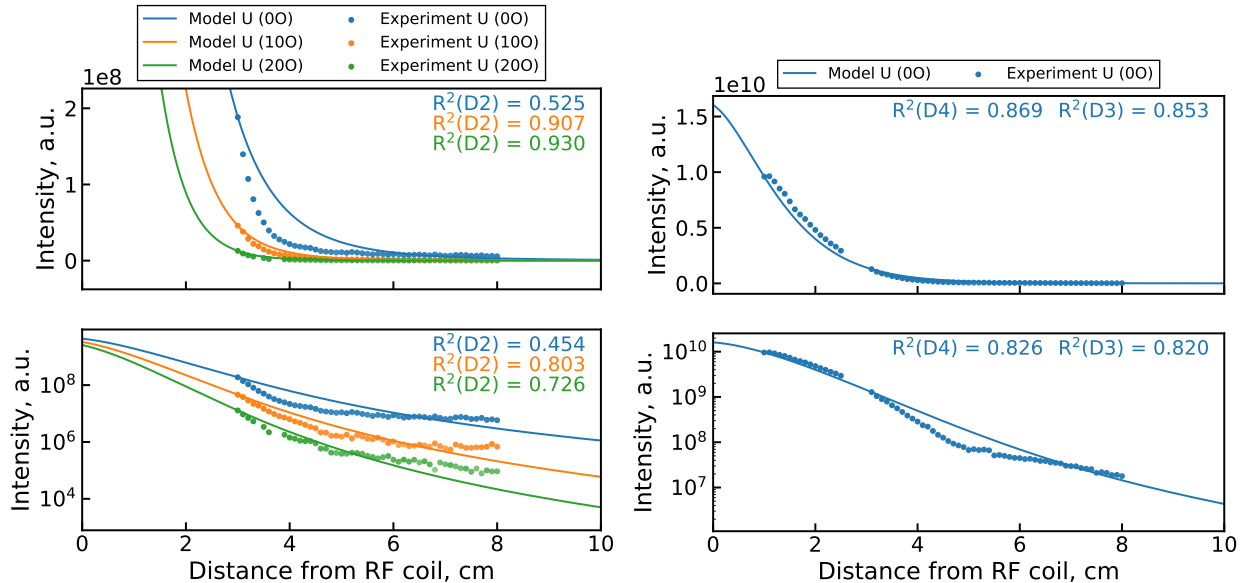 Model U (0O) Experiment U (0O)
Model U (10O) Experiment U (10O)
Model U (20O) Experiment U (20O)
1e8
R²(D2) = 0.525
R²(D2) = 0.907
R²(D2) = 0.930
2
1
0
Intensity, a.u.
R²(D2) = 0.454
R²(D2) = 0.803
R²(D2) = 0.726
10⁸
10⁶
10⁴
Intensity, a.u.
0 2 4 6 8 10
Distance from RF coil, cm
Model U (0O) Experiment U (0O)
1e10
R²(D4) = 0.869 R²(D3) = 0.853
1.5
1.0
0.5
0.0
Intensity, a.u.
R²(D4) = 0.826 R²(D3) = 0.820
10¹⁰
10⁹
10⁸
10⁷
Intensity, a.u.
0 2 4 6 8 10
Distance from RF coil, cm